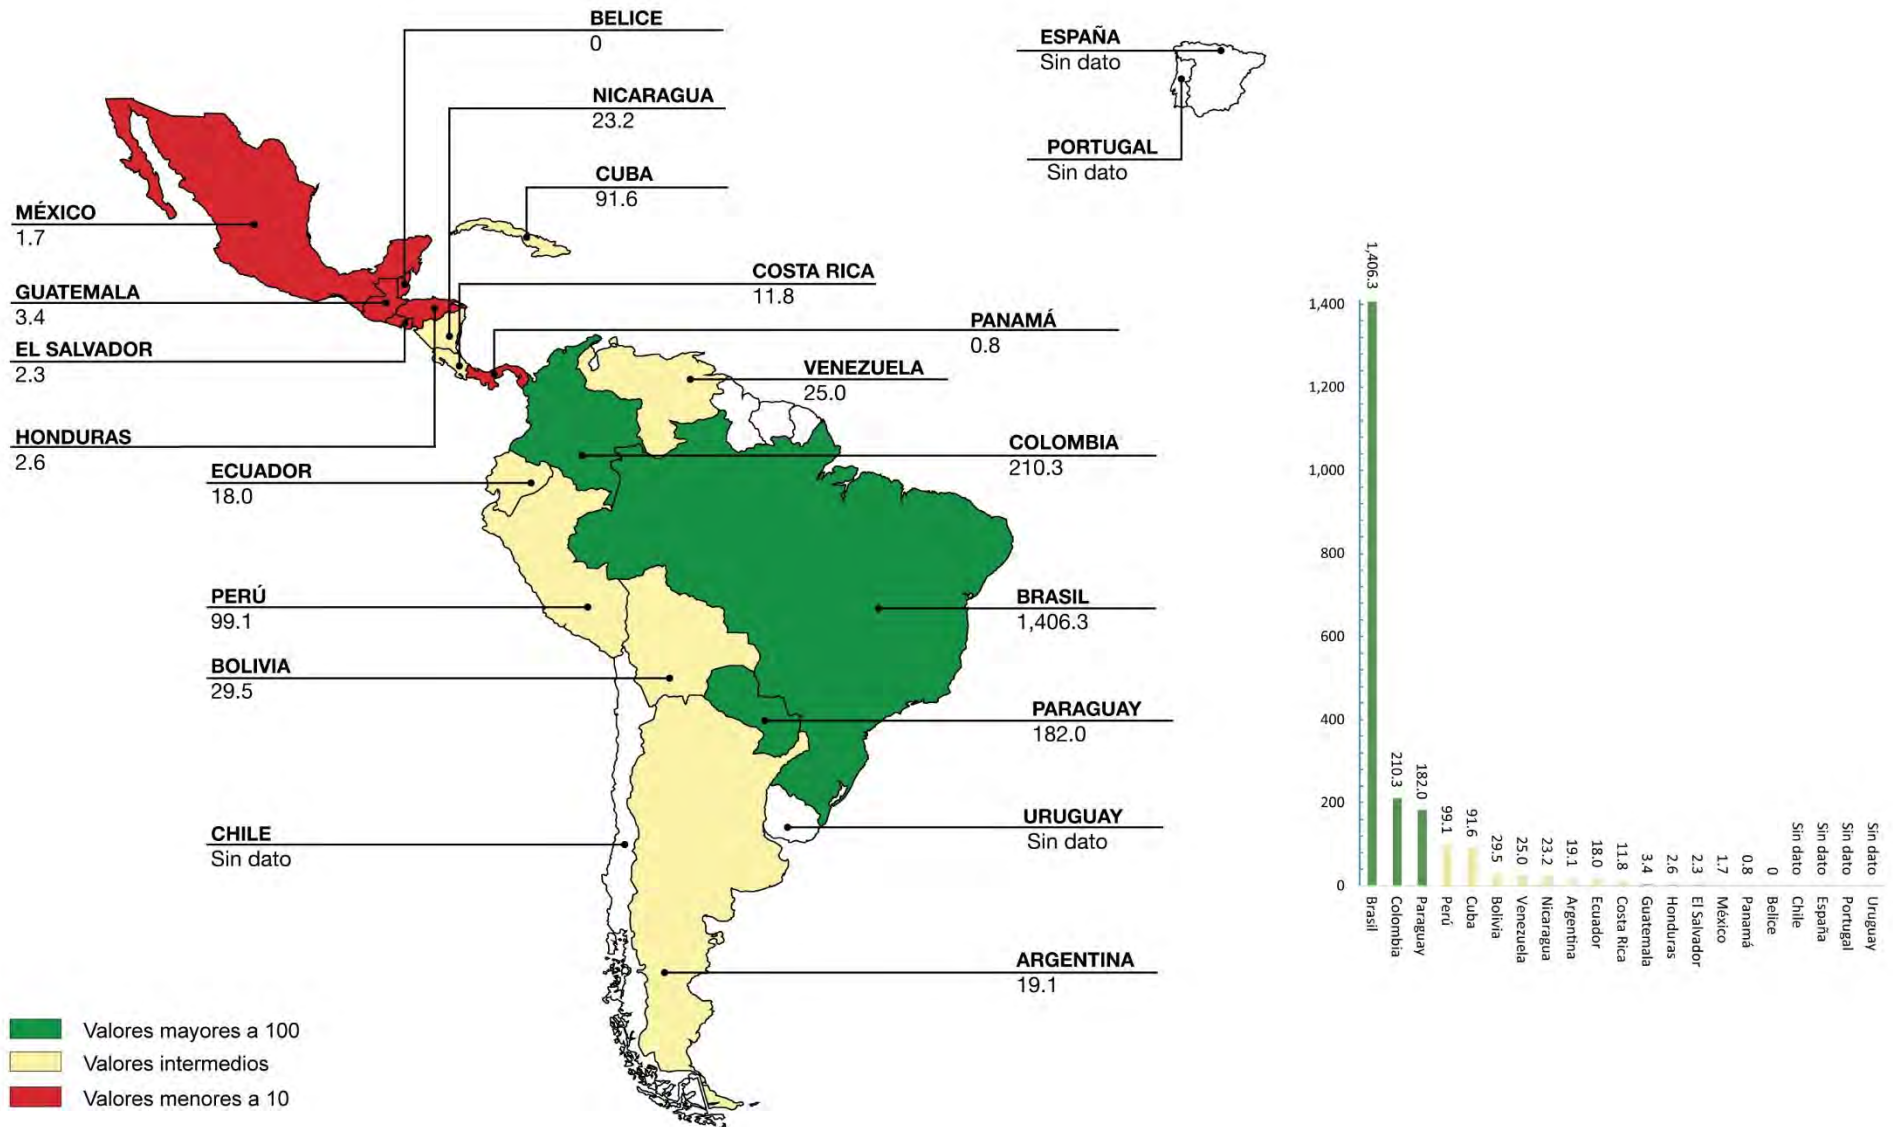 BELICE
0
NICARAGUA
23.2
CUBA
91.6
ESPAÑA
Sin dato
PORTUGAL
Sin dato
MÉXICO
1.7
GUATEMALA
3.4
EL SALVADOR
2.3
HONDURAS
2.6
COSTA RICA
11.8
PANAMÁ
0.8
VENEZUELA
25.0
COLOMBIA
210.3
ECUADOR
18.0
PERÚ
99.1
BOLIVIA
29.5
BRASIL
1,406.3
PARAGUAY
182.0
URUGUAY
Sin dato
CHILE
Sin dato
ARGENTINA
19.1
Valores mayores a 100
Valores intermedios
Valores menores a 10
1,400
1,200
1,000
800
600
400
200
0
1,406.3
210.3
182.0
99.1
91.6
29.5
25.0
23.2
19.1
18.0
11.8
3.4
2.6
2.3
1.7
0.8
0
Sin dato
Sin dato
Sin dato
Sin dato
Brasil
Colombia
Paraguay
Perú
Cuba
Bolivia
Venezuela
Nicaragua
Argentina
Ecuador
Costa Rica
Guatemala
Honduras
El Salvador
México
Panamá
Belice
Chile
España
Portugal
Uruguay